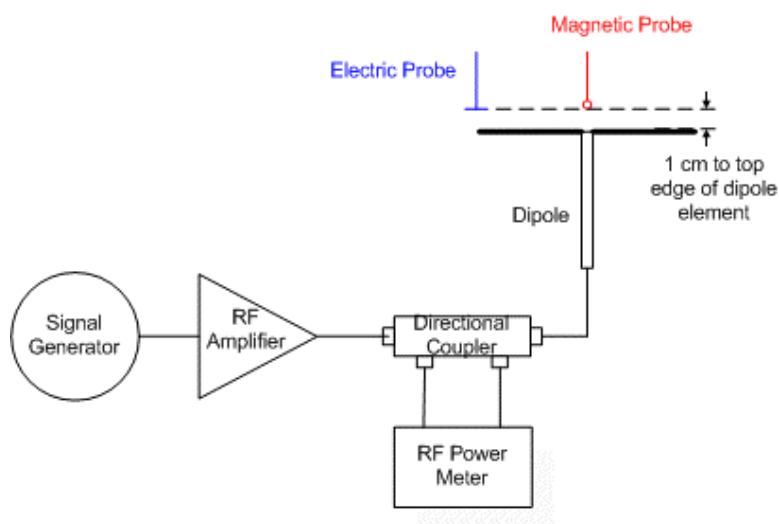 Magnetic Probe
Electric Probe
1 cm to top
edge of dipole
element
Dipole
Signal
Generator
RF
Amplifier
Directional
Coupler
RF Power
Meter